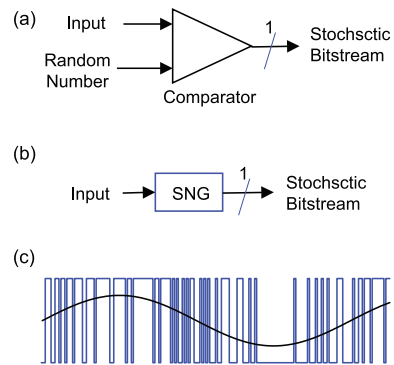 (a)
Input
Random
Number
1
Stochsctic
Bitstream
Comparator
(b)
Input
SNG
1
Stochsctic
Bitstream
(c)